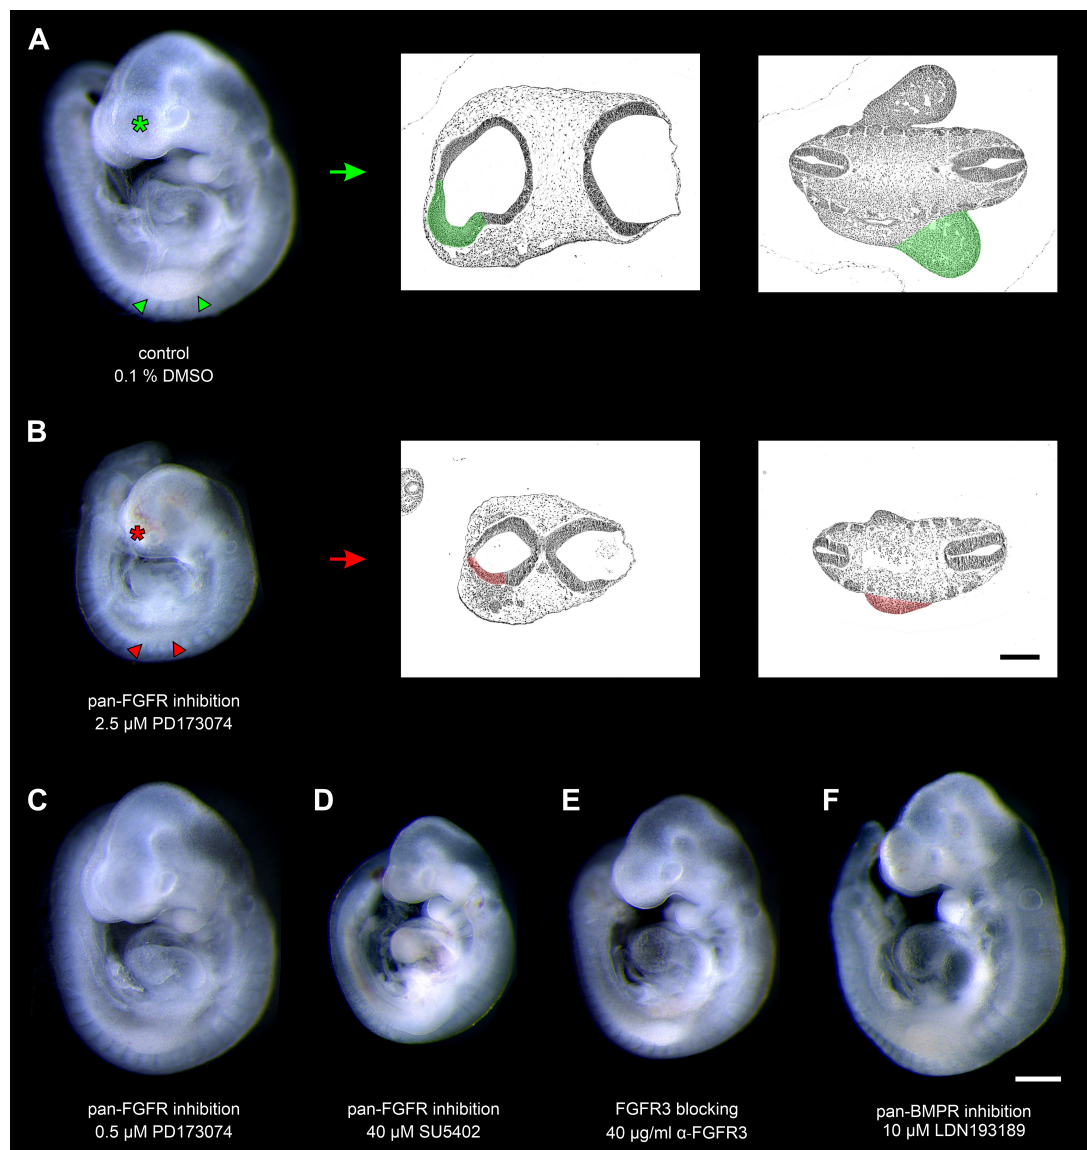 A
control
0.1 % DMSO
B
pan-FGFR inhibition
2.5 µM PD173074
C
D
E
F
pan-FGFR inhibition
0.5 µM PD173074
pan-FGFR inhibition
40 µM SU5402
FGFR3 blocking
40 µg/ml α-FGFR3
pan-BMPR inhibition
10 µM LDN193189